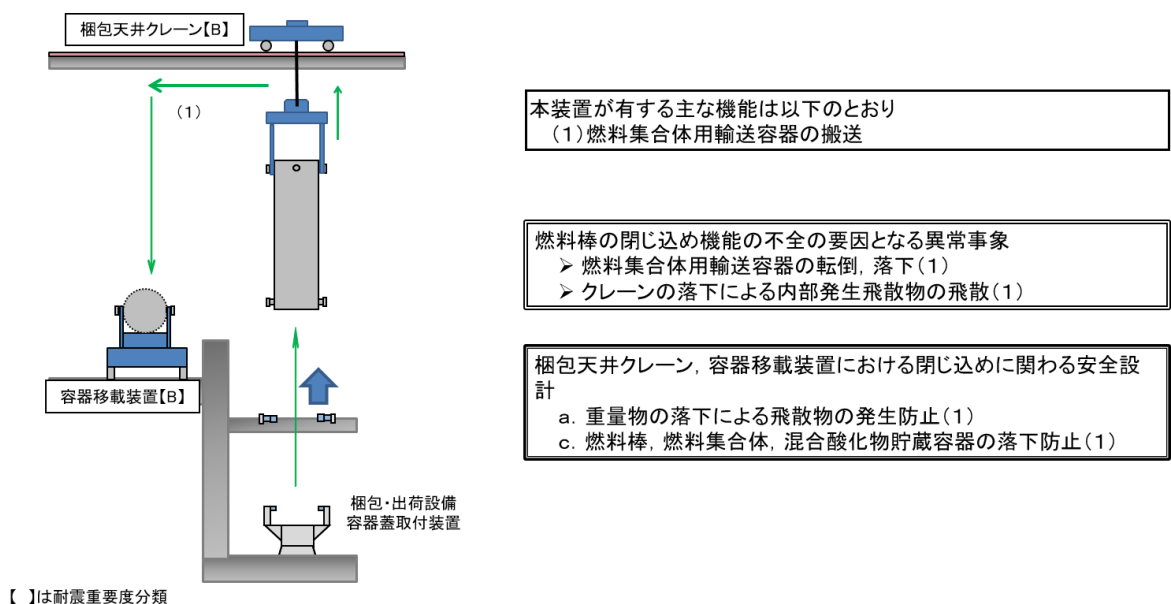 梱包天井クレーン【B】
(1)
容器移載装置【B】
梱包・出荷設備
容器蓋取付装置
【　】は耐震重要度分類
本装置が有する主な機能は以下のとおり
(1)燃料集合体用輸送容器の搬送
燃料棒の閉じ込め機能の不全の要因となる異常事象
➢ 燃料集合体用輸送容器の転倒，落下(1)
➢ クレーンの落下による内部発生飛散物の飛散(1)
梱包天井クレーン，容器移載装置における閉じ込めに関わる安全設
計
a．重量物の落下による飛散物の発生防止(1)
c．燃料棒，燃料集合体，混合酸化物貯蔵容器の落下防止(1)